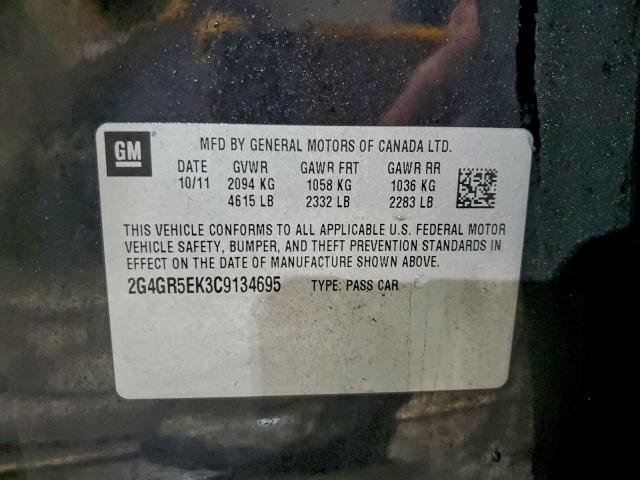 GM
MFD BY GENERAL MOTORS OF CANADA LTD.
DATE GVWR GAWR FRT GAWR RR
10/11 2094 KG 1058 KG 1036 KG
4615 LB 2332 LB 2283 LB
THIS VEHICLE CONFORMS TO ALL APPLICABLE U.S. FEDERAL MOTOR
VEHICLE SAFETY, BUMPER, AND THEFT PREVENTION STANDARDS IN
EFFECT ON THE DATE OF MANUFACTURE SHOWN ABOVE.
2G4GR5EK3C9134695 TYPE: PASS CAR